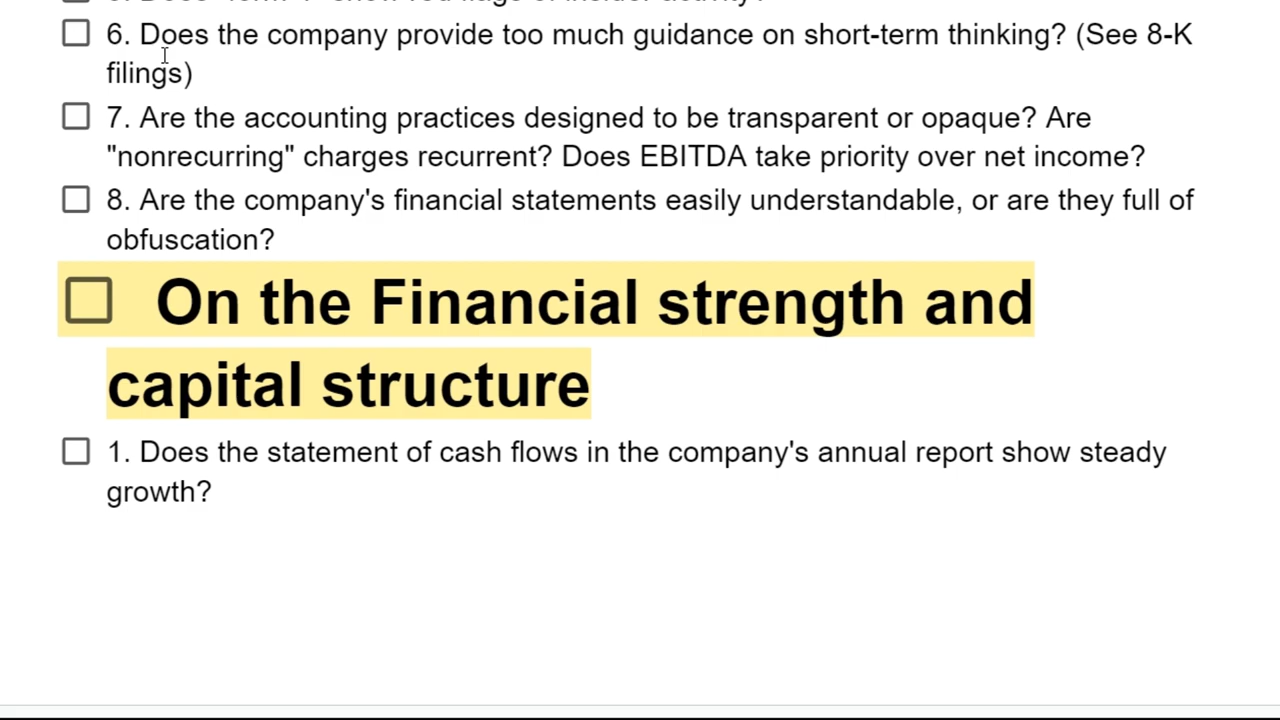 6. Does the company provide too much guidance on short-term thinking? (See 8-K
filings)
7. Are the accounting practices designed to be transparent or opaque? Are
"nonrecurring" charges recurrent? Does EBITDA take priority over net income?
8. Are the company's financial statements easily understandable, or are they full of
obfuscation?
On the Financial strength and
capital structure
1. Does the statement of cash flows in the company's annual report show steady
growth?